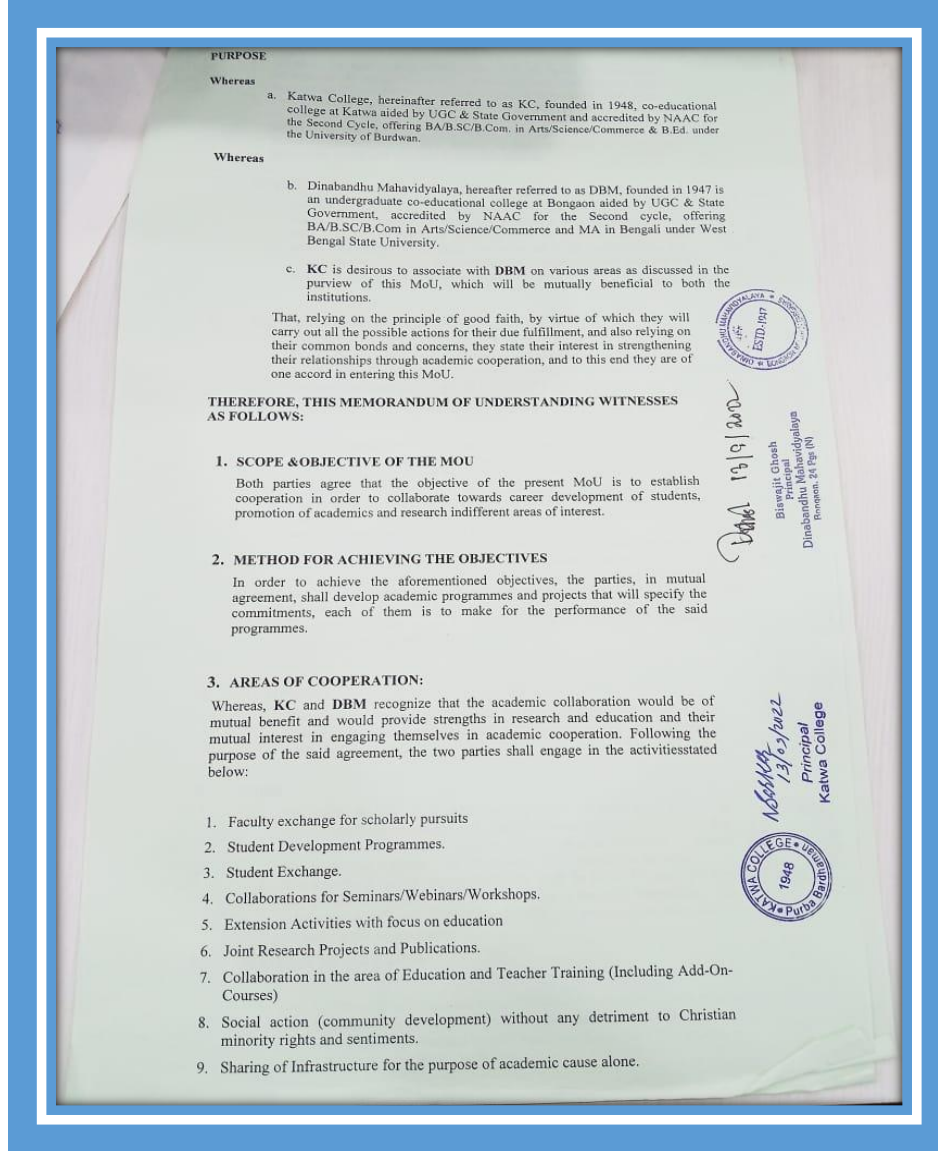 PURPOSE
Whereas
a. Katwa College, hereinafter referred to as KC, founded in 1948, co-educational
college at Katwa aided by UGC & State Government and accredited by NAAC for
the Second Cycle, offering BA/B.SC/B.Com. in Arts/Science/Commerce & B.Ed. under
the University of Burdwan.
Whereas
b. Dinabandhu Mahavidyalaya, hereafter referred to as DBM, founded in 1947 is
an undergraduate co-educational college at Bongaon aided by UGC & State
Government, accredited by NAAC for the Second cycle, offering
BA/B.SC/B.Com in Arts/Science/Commerce and MA in Bengali under West
Bengal State University.
c. KC is desirous to associate with DBM on various areas as discussed in the
purview of this MoU, which will be mutually beneficial to both the
institutions.
That, relying on the principle of good faith, by virtue of which they will
carry out all the possible actions for their due fulfillment, and also relying on
their common bonds and concerns, they state their interest in strengthening
their relationships through academic cooperation, and to this end they are of
one accord in entering this MoU.
THEREFORE, THIS MEMORANDUM OF UNDERSTANDING WITNESSES
AS FOLLOWS:
1. SCOPE &OBJECTIVE OF THE MOU
Both parties agree that the objective of the present MoU is to establish
cooperation in order to collaborate towards career development of students,
promotion of academics and research indifferent areas of interest.
2. METHOD FOR ACHIEVING THE OBJECTIVES
In order to achieve the aforementioned objectives, the parties, in mutual
agreement, shall develop academic programmes and projects that will specify the
commitments, each of them is to make for the performance of the said
programmes.
3. AREAS OF COOPERATION:
Whereas, KC and DBM recognize that the academic collaboration would be of
mutual benefit and would provide strengths in research and education and their
mutual interest in engaging themselves in academic cooperation. Following the
purpose of the said agreement, the two parties shall engage in the activitiesstated
below:
1. Faculty exchange for scholarly pursuits
2. Student Development Programmes.
3. Student Exchange.
4. Collaborations for Seminars/Webinars/Workshops.
5. Extension Activities with focus on education
6. Joint Research Projects and Publications.
7. Collaboration in the area of Education and Teacher Training (Including Add-On-
Courses)
8. Social action (community development) without any detriment to Christian
minority rights and sentiments.
9. Sharing of Infrastructure for the purpose of academic cause alone.
DINABANDHU MAHAVIDYALAYA
ESTD-1947
13/9/2022
Biswajit Ghosh
Principal
Dinabandhu Mahavidyalaya
Bongaon, 24 Pgs (N)
13/09/2022
Principal
Katwa College
KATWA COLLEGE
1948
Purba Bardhaman